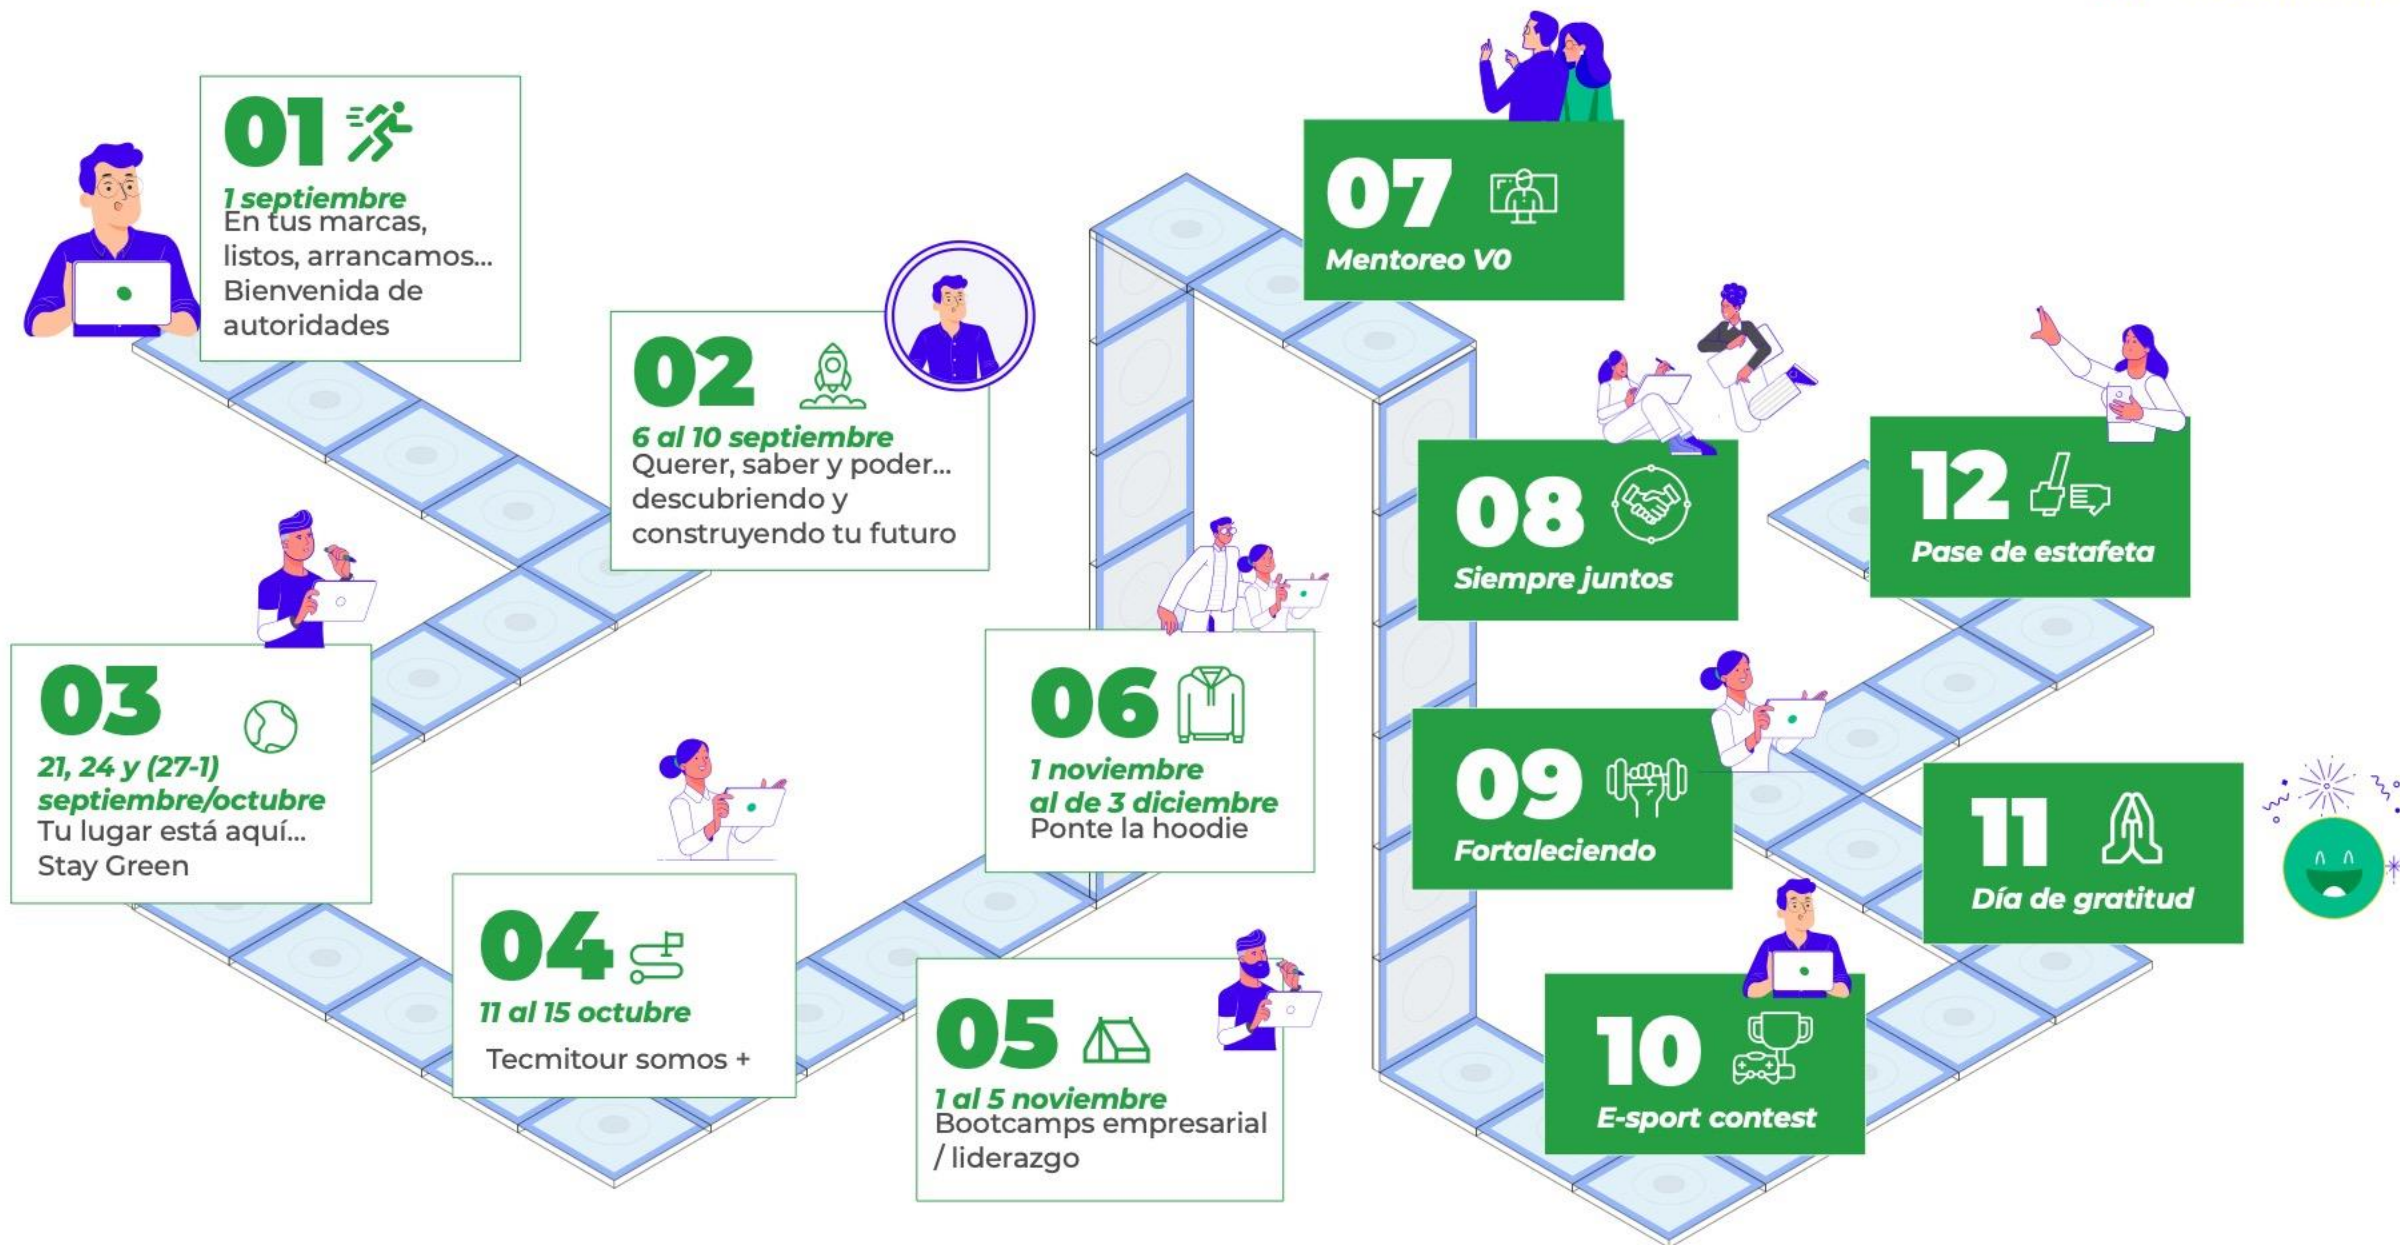 01
1 septiembre
En tus marcas,
listos, arrancamos...
Bienvenida de
autoridades
02
6 al 10 septiembre
Querer, saber y poder...
descubriendo y
construyendo tu futuro
03
21, 24 y (27-1)
septiembre/octubre
Tu lugar está aquí...
Stay Green
04
11 al 15 octubre
Tecmitour somos +
05
1 al 5 noviembre
Bootcamps empresarial
/ liderazgo
06
1 noviembre
al de 3 diciembre
Ponte la hoodie
07
Mentoreo V0
08
Siempre juntos
09
Fortaleciendo
10
E-sport contest
11
Día de gratitud
12
Pase de estafeta